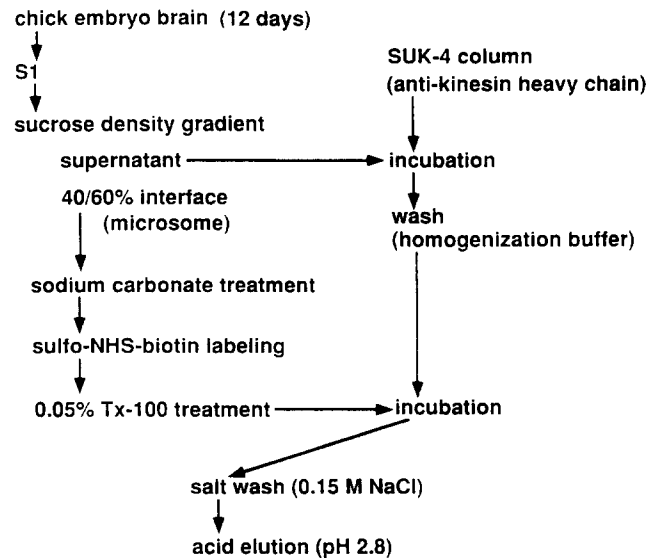 chick embryo brain (12 days)
S1
sucrose density gradient
supernatant
40/60% interface
(microsome)
sodium carbonate treatment
sulfo-NHS-biotin labeling
0.05% Tx-100 treatment
SUK-4 column
(anti-kinesin heavy chain)
incubation
wash
(homogenization buffer)
incubation
salt wash (0.15 M NaCl)
acid elution (pH 2.8)